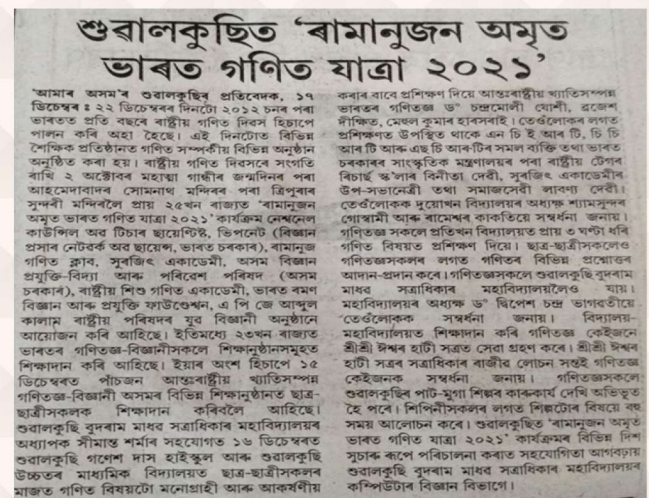 শুৱালকুছিত ‘ৰামানুজন অমৃত
ভাৰত গণিত যাত্ৰা ২০২১’
‘আমাৰ অসম’ৰ শুৱালকুছিৰ প্ৰতিবেদক, ১৭
ডিচেম্বৰ : ২২ ডিচেম্বৰৰ দিনটো ২০১২ চনৰ পৰা
ভাৰতত প্ৰতি বছৰে ৰাষ্ট্ৰীয় গণিত দিৱস হিচাপে
পালন কৰি অহা হৈছে। এই দিনটোত বিভিন্ন
শৈক্ষিক প্ৰতিষ্ঠানত গণিত সম্পৰ্কীয় বিভিন্ন অনুষ্ঠান
অনুষ্ঠিত কৰা হয়। ৰাষ্ট্ৰীয় গণিত দিৱসৰে সংগতি
ৰাখি ২ অক্টোবৰ মহাত্মা গান্ধীৰ জন্মদিনৰ পৰা
আহমেদাবাদৰ সোমনাথ মন্দিৰৰ পৰা ত্ৰিপুৰাৰ
সুন্দৰী মন্দিৰলৈ প্ৰায় ২৫খন ৰাজ্যত ‘ৰামানুজন
অমৃত ভাৰত গণিত যাত্ৰা ২০২১’ কাৰ্যক্ৰম নেশ্বনেল
কাউন্সিল অৱ টিচাৰ ছায়েণ্টিষ্ট, ভিপনেট (বিজ্ঞান
প্ৰসাৰ নেটৱৰ্ক অৱ ছায়েন্স, ভাৰত চৰকাৰ), ৰামানুজ
গণিত ক্লাব, সুৰজিৎ একাডেমী, অসম বিজ্ঞান
প্ৰযুক্তি-বিদ্যা আৰু পৰিৱেশ পৰিষদ (অসম
চৰকাৰ), ৰাষ্ট্ৰীয় শিশু গণিত একাডেমী, ভাৰত ৰমণ
বিজ্ঞান আৰু প্ৰযুক্তি ফাউণ্ডেশ্বন, এ পি জে আব্দুল
কালাম ৰাষ্ট্ৰীয় পৰিষদৰ যুৱ বিজ্ঞানী অনুষ্ঠানে
আয়োজন কৰি আহিছে। ইতিমধ্যে ২৩খন ৰাজ্যত
ভাৰতৰ গণিতজ্ঞ-বিজ্ঞানীসকলে শিক্ষানুষ্ঠানসমূহত
শিক্ষাদান কৰি আহিছে। ইয়াৰ অংশ হিচাপে ১৫
ডিচেম্বৰত পাঁচজন আন্তঃৰাষ্ট্ৰীয় খ্যাতিসম্পন্ন
গণিতজ্ঞ-বিজ্ঞানী অসমৰ বিভিন্ন শিক্ষানুষ্ঠানত ছাত্ৰ-
ছাত্ৰীসকলক শিক্ষাদান কৰিবলৈ আহিছে।
শুৱালকুছি বুদৰাম মাধৱ সত্ৰাধিকাৰ মহাবিদ্যালয়ৰ
অধ্যাপক সীমান্ত শৰ্মাৰ সহযোগত ১৬ ডিচেম্বৰত
শুৱালকুছি গণেশ দাস হাইস্কুল আৰু শুৱালকুছি
উচ্চতৰ মাধ্যমিক বিদ্যালয়ত ছাত্ৰ-ছাত্ৰীসকলৰ
মাজত গণিত বিষয়টো মনোগ্ৰাহী আৰু আকৰ্ষণীয়
কৰাৰ বাবে প্ৰশিক্ষণ দিয়ে আন্তঃৰাষ্ট্ৰীয় খ্যাতিসম্পন্ন
ভাৰতৰ গণিতজ্ঞ ড° চন্দ্ৰমৌলী যোশী, ব্ৰজেশ
দীক্ষিত, মেহুল কুমাৰ হাৰসৰাই। তেওঁলোকৰ লগত
প্ৰশিক্ষণত উপস্থিত থাকে এন চি ই আৰ টি, চি চি
আৰ টি আৰু এছ চি আৰ-টিৰ সমল ব্যক্তি তথা ভাৰত
চৰকাৰৰ সাংস্কৃতিক মন্ত্ৰণালয়ৰ পৰা ৰাষ্ট্ৰীয় টেগৰ
ৰিচাৰ্ছ স্ক’লাৰ বিনীতা দেৱী, সুৰজিৎ একাডেমীৰ
উপ-সভানেত্ৰী তথা সমাজসেৱী লাবণ্য দেৱী।
তেওঁলোকক দুয়োখন বিদ্যালয়ৰ অধ্যক্ষ শ্যামসুন্দৰ
গোস্বামী আৰু ৰামেশ্বৰ কাকতিয়ে সম্বৰ্ধনা জনায়।
গণিতজ্ঞ সকলে প্ৰতিখন বিদ্যালয়ত প্ৰায় ৩ ঘণ্টা ধৰি
গণিত বিষয়ত প্ৰশিক্ষণ দিয়ে। ছাত্ৰ-ছাত্ৰীসকলেও
গণিতজ্ঞসকলৰ লগত গণিতৰ বিভিন্ন প্ৰশ্নোত্তৰ
আদান-প্ৰদান কৰে। গণিতজ্ঞসকলে শুৱালকুছি বুদৰাম
মাধৱ সত্ৰাধিকাৰ মহাবিদ্যালয়লৈও যায়।
মহাবিদ্যালয়ৰ অধ্যক্ষ ড° দ্বিপেশ চন্দ্ৰ ভাগৱতীয়ে
তেওঁলোকক সম্বৰ্ধনা জনায়। বিদ্যালয়-
মহাবিদ্যালয়ত শিক্ষাদান কৰি গণিতজ্ঞ কেইজনে
শ্ৰীশ্ৰী ঈশ্বৰ হাটী সত্ৰত সেৱা গ্ৰহণ কৰে। শ্ৰীশ্ৰী ঈশ্বৰ
হাটী সত্ৰৰ সত্ৰাধিকাৰ ৰাজীৱ লোচন সন্তই গণিতজ্ঞ
কেইজনক সম্বৰ্ধনা জনায়। গণিতজ্ঞসকলে
শুৱালকুছিৰ পাট-মুগা শিল্পৰ কাৰুকাৰ্য দেখি অভিভূত
হৈ পৰে। শিপিনীসকলৰ লগত শিল্পটোৰ বিষয়ে বহু
সময় আলোচনা কৰে। শুৱালকুছিত ‘ৰামানুজন অমৃত
ভাৰত গণিত যাত্ৰা ২০২১’ কাৰ্যক্ৰমৰ বিভিন্ন দিশ
সুচাৰু ৰূপে পৰিচালনা কৰাত সহযোগিতা আগবঢ়ায়
শুৱালকুছি বুদৰাম মাধৱ সত্ৰাধিকাৰ মহাবিদ্যালয়ৰ
কম্পিউটাৰ বিজ্ঞান বিভাগে।